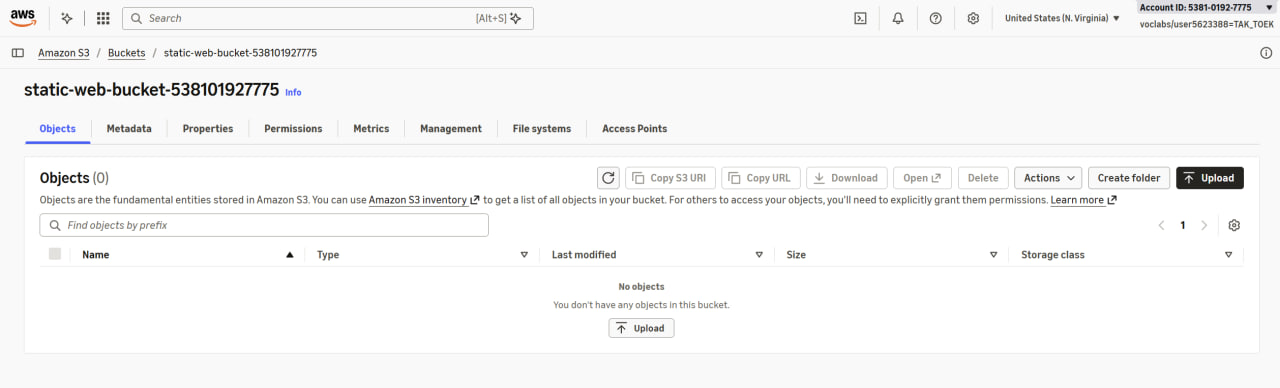 aws
Search [Alt+S] United States (N. Virginia) ▼ Account ID: 5381-0192-7775 ▼
voclabs/user5623388=TAK_TOEK
Amazon S3 / Buckets / static-web-bucket-538101927775
static-web-bucket-538101927775 Info
Objects Metadata Properties Permissions Metrics Management File systems Access Points
Objects (0) Copy S3 URI Copy URL Download Open Delete Actions Create folder Upload
Objects are the fundamental entities stored in Amazon S3. You can use Amazon S3 inventory to get a list of all objects in your bucket. For others to access your objects, you'll need to explicitly grant them permissions. Learn more
Find objects by prefix 1
Name Type Last modified Size Storage class
No objects
You don't have any objects in this bucket.
Upload